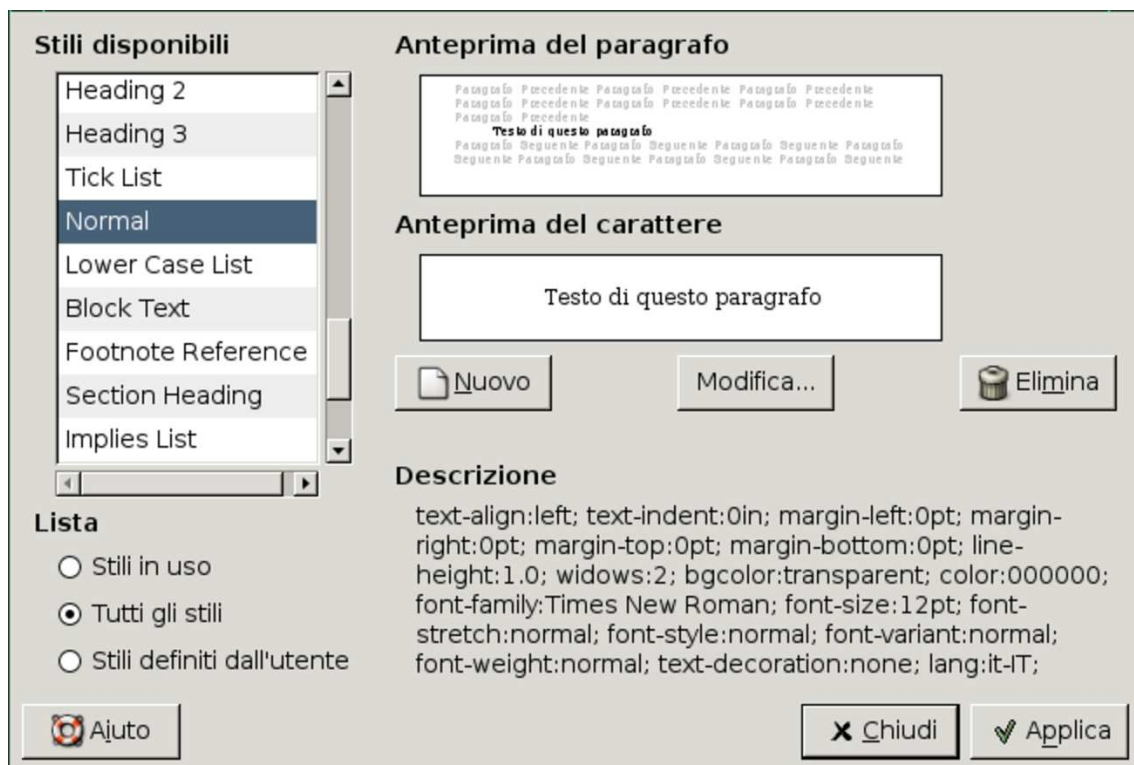 Stili disponibili
Heading 2
Heading 3
Tick List
Normal
Lower Case List
Block Text
Footnote Reference
Section Heading
Implies List
Lista
Stili in uso
Tutti gli stili
Stili definiti dall'utente
Anteprima del paragrafo
Paragrafo Precedente Paragrafo Precedente Paragrafo Precedente
Paragrafo Precedente Paragrafo Precedente Paragrafo Precedente
Paragrafo Precedente
Testo di questo paragrafo
Paragrafo Seguente Paragrafo Seguente Paragrafo Seguente Paragrafo
Seguente Paragrafo Seguente Paragrafo Seguente Paragrafo Seguente
Anteprima del carattere
Testo di questo paragrafo
Nuovo Modifica... Elimina
Descrizione
text-align:left; text-indent:0in; margin-left:0pt; margin-
right:0pt; margin-top:0pt; margin-bottom:0pt; line-
height:1.0; widows:2; bgcolor:transparent; color:000000;
font-family:Times New Roman; font-size:12pt; font-
stretch:normal; font-style:normal; font-variant:normal;
font-weight:normal; text-decoration:none; lang:it-IT;
Aiuto Chiudi Applica